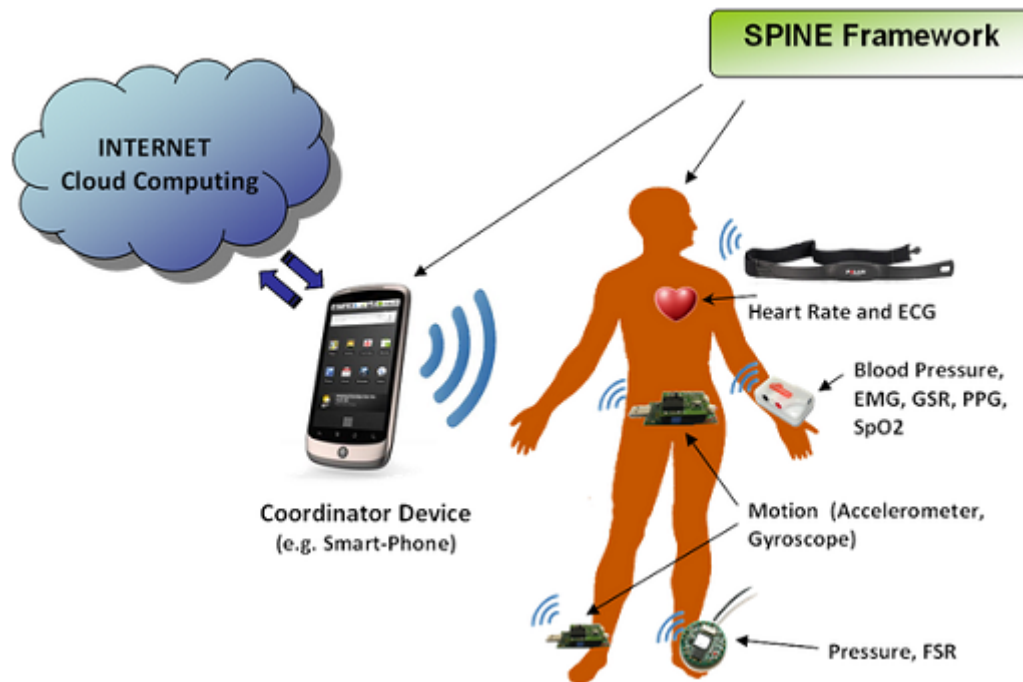 SPINE Framework
INTERNET
Cloud Computing
Heart Rate and ECG
Blood Pressure,
EMG, GSR, PPG,
SpO2
Coordinator Device
(e.g. Smart-Phone)
Motion (Accelerometer,
Gyroscope)
Pressure, FSR